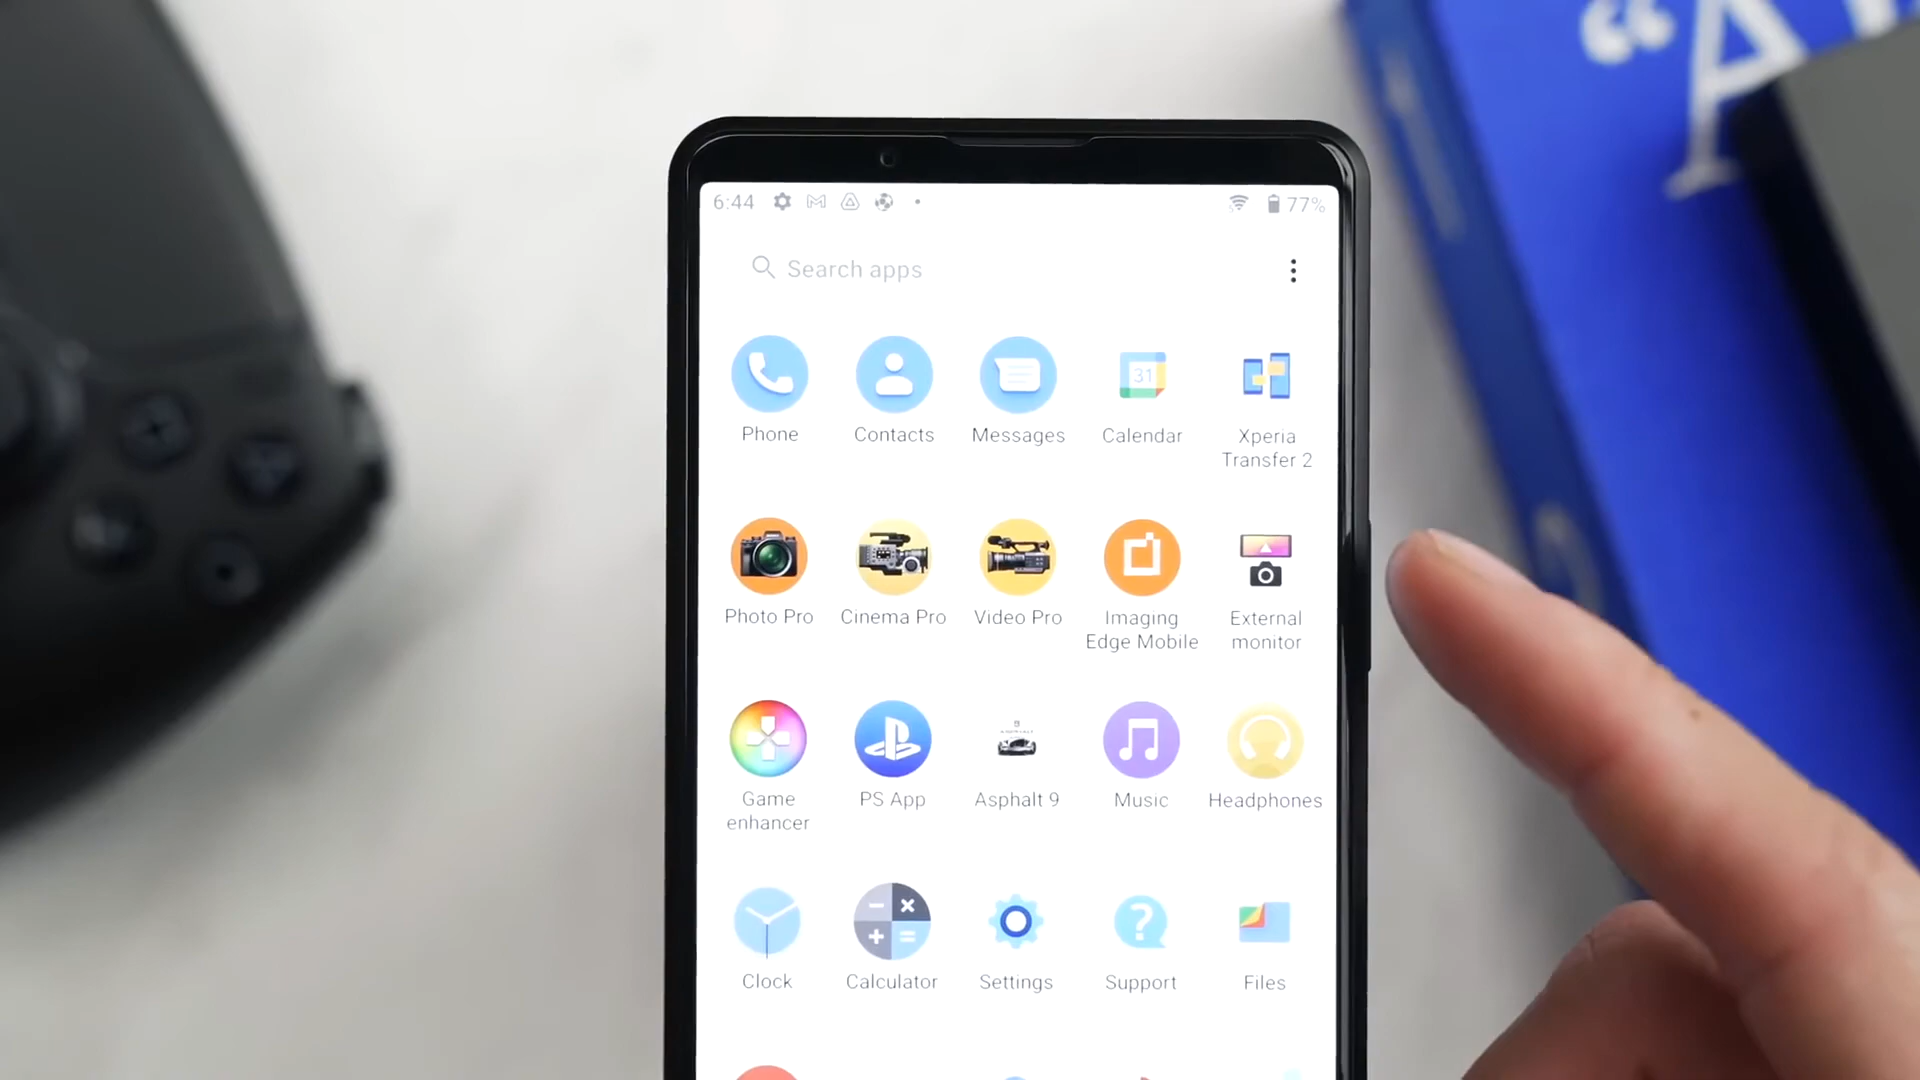 “A
6:44
77%
Search apps
Phone
Contacts
Messages
31
Calendar
Xperia
Transfer 2
Photo Pro
Cinema Pro
Video Pro
Imaging
Edge Mobile
External
monitor
Game
enhancer
PS App
Asphalt 9
Music
Headphones
Clock
Calculator
Settings
Support
Files